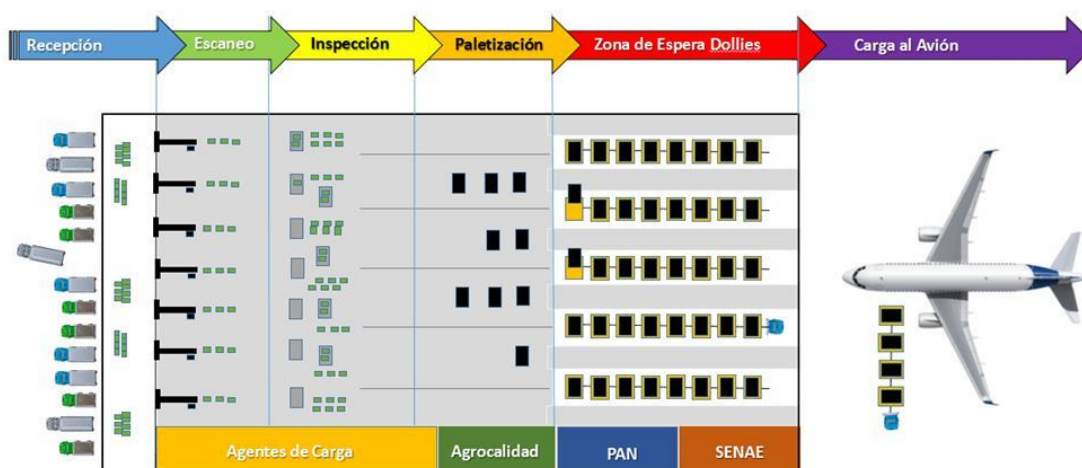 Recepción
Escaneo
Inspección
Paletización
Zona de Espera Dollies
Carga al Avión
Agentes de Carga
Agrocalidad
PAN
SENAE